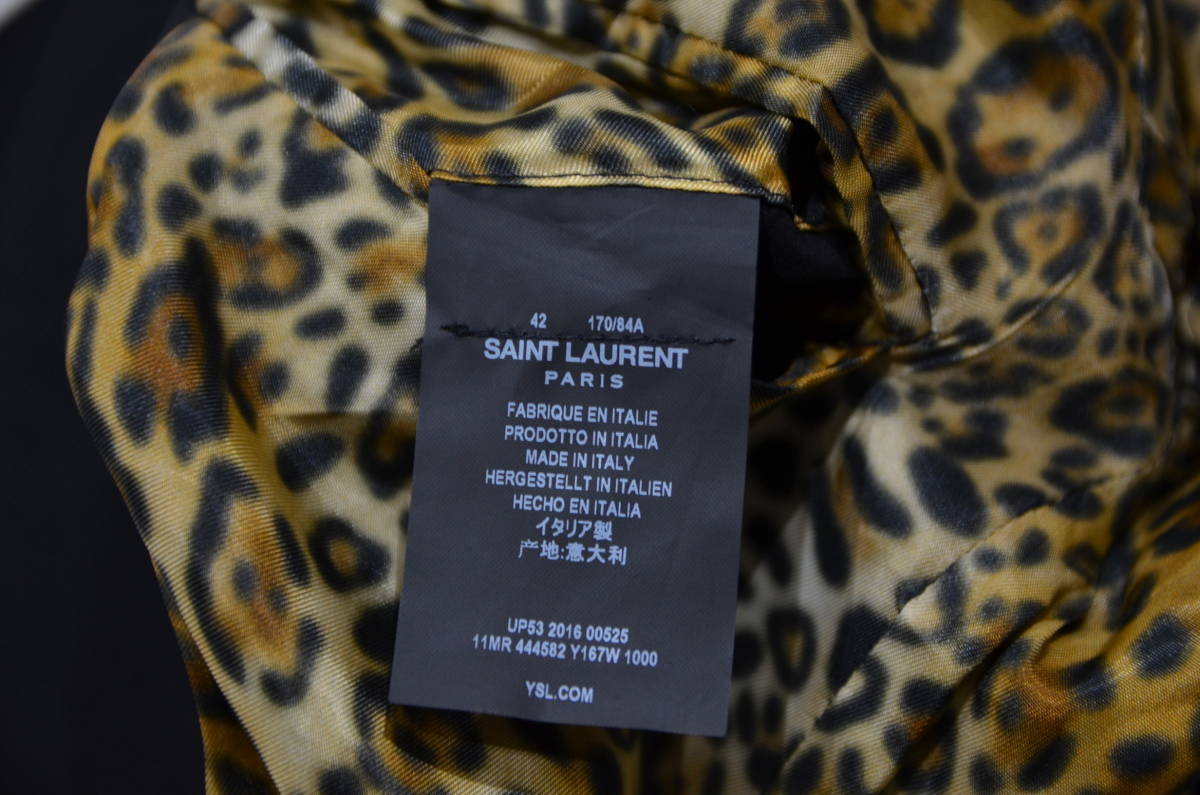 42 170/84A
SAINT LAURENT
PARIS
FABRIQUE EN ITALIE
PRODOTTO IN ITALIA
MADE IN ITALY
HERGESTELLT IN ITALIEN
HECHO EN ITALIA
イタリア製
产地:意大利
UP53 2016 00525
11MR 444582 Y167W 1000
YSL.COM